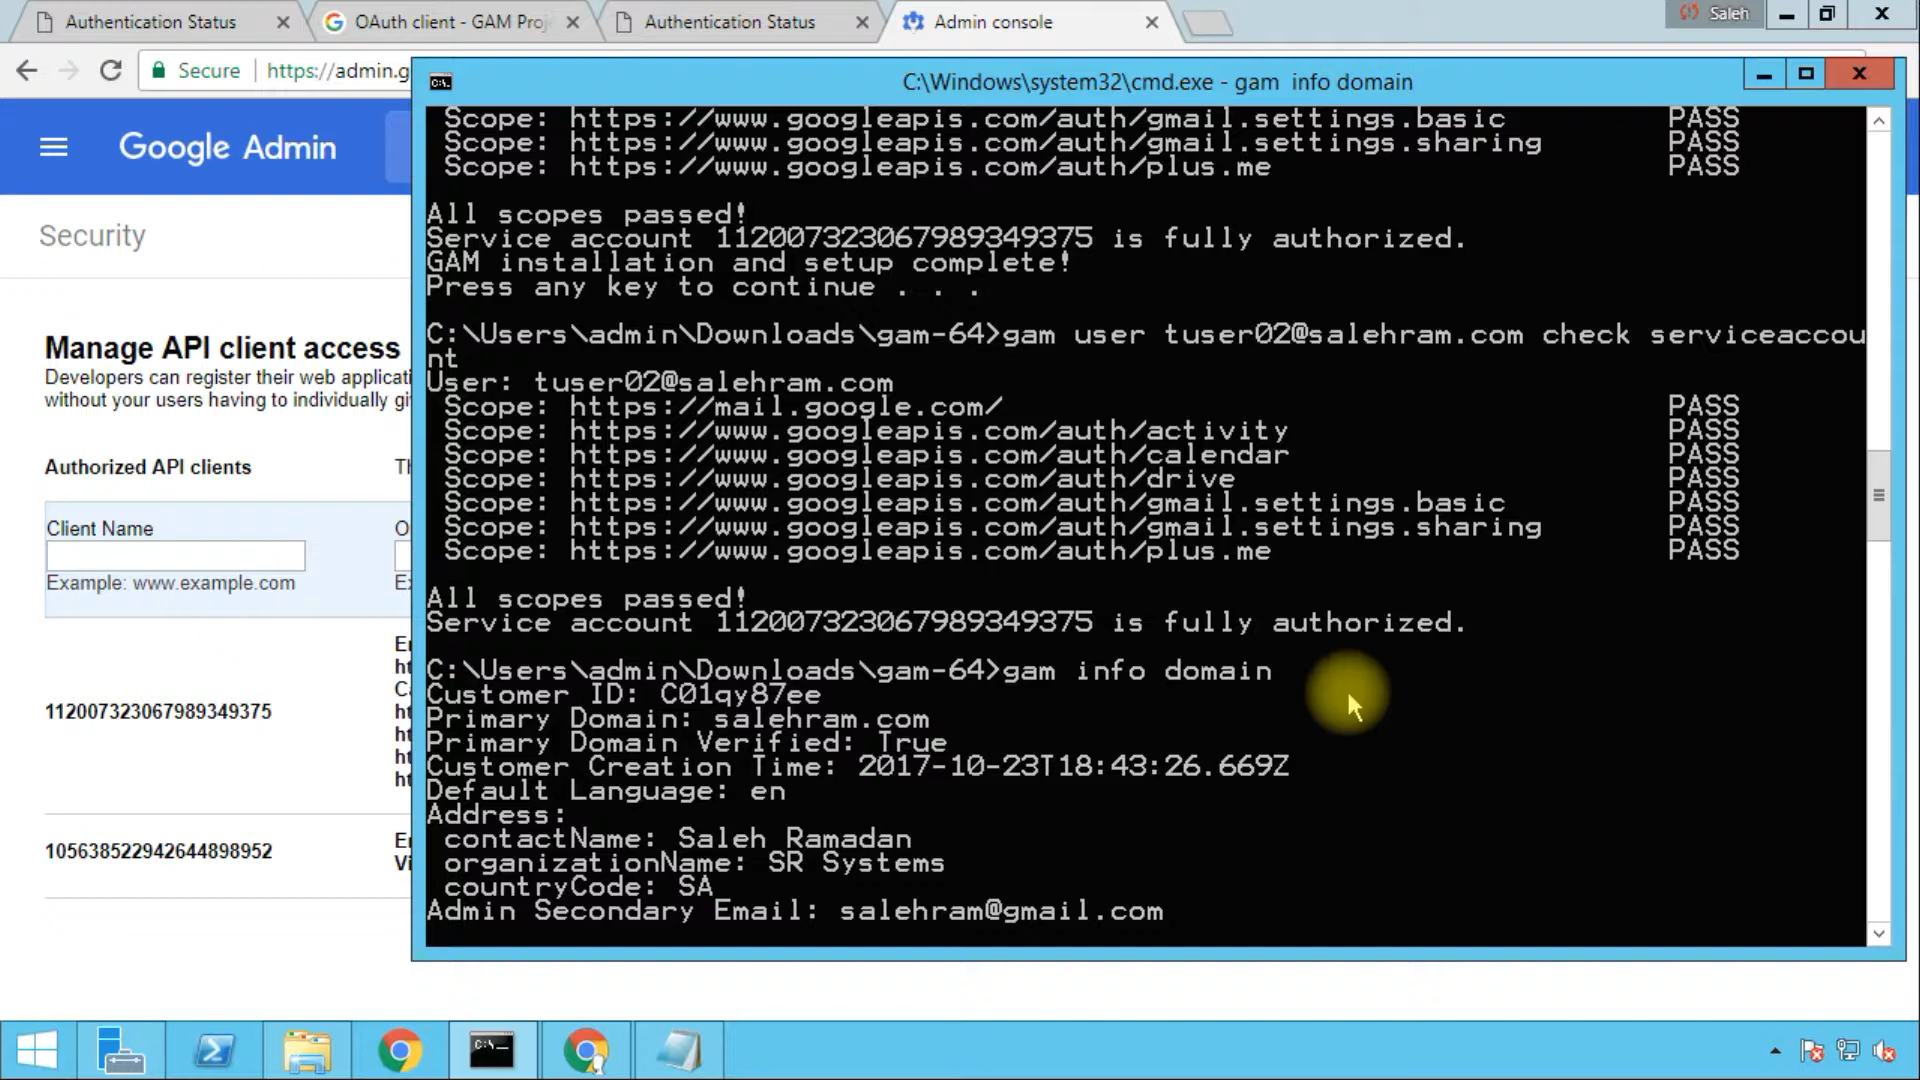 Authentication Status
OAuth client - GAM Proj
Authentication Status
Admin console
Saleh
Secure
https://admin.g
C:\Windows\system32\cmd.exe - gam  info domain
Google Admin
Security
Manage API client access
Developers can register their web applicati
without your users having to individually gi
Authorized API clients
Th
Client Name
O
Example: www.example.com
Ex
112007323067989349375
105638522942644898952
Scope: https://www.googleapis.com/auth/gmail.settings.basic PASS
Scope: https://www.googleapis.com/auth/gmail.settings.sharing PASS
Scope: https://www.googleapis.com/auth/plus.me PASS
All scopes passed!
Service account 112007323067989349375 is fully authorized.
GAM installation and setup complete!
Press any key to continue . . .
C:\Users\admin\Downloads\gam-64>gam user tuser02@salehram.com check serviceaccou
nt
User: tuser02@salehram.com
Scope: https://mail.google.com/ PASS
Scope: https://www.googleapis.com/auth/activity PASS
Scope: https://www.googleapis.com/auth/calendar PASS
Scope: https://www.googleapis.com/auth/drive PASS
Scope: https://www.googleapis.com/auth/gmail.settings.basic PASS
Scope: https://www.googleapis.com/auth/gmail.settings.sharing PASS
Scope: https://www.googleapis.com/auth/plus.me PASS
All scopes passed!
Service account 112007323067989349375 is fully authorized.
C:\Users\admin\Downloads\gam-64>gam info domain
Customer ID: C01qy87ee
Primary Domain: salehram.com
Primary Domain Verified: True
Customer Creation Time: 2017-10-23T18:43:26.669Z
Default Language: en
Address:
contactName: Saleh Ramadan
organizationName: SR Systems
countryCode: SA
Admin Secondary Email: salehram@gmail.com